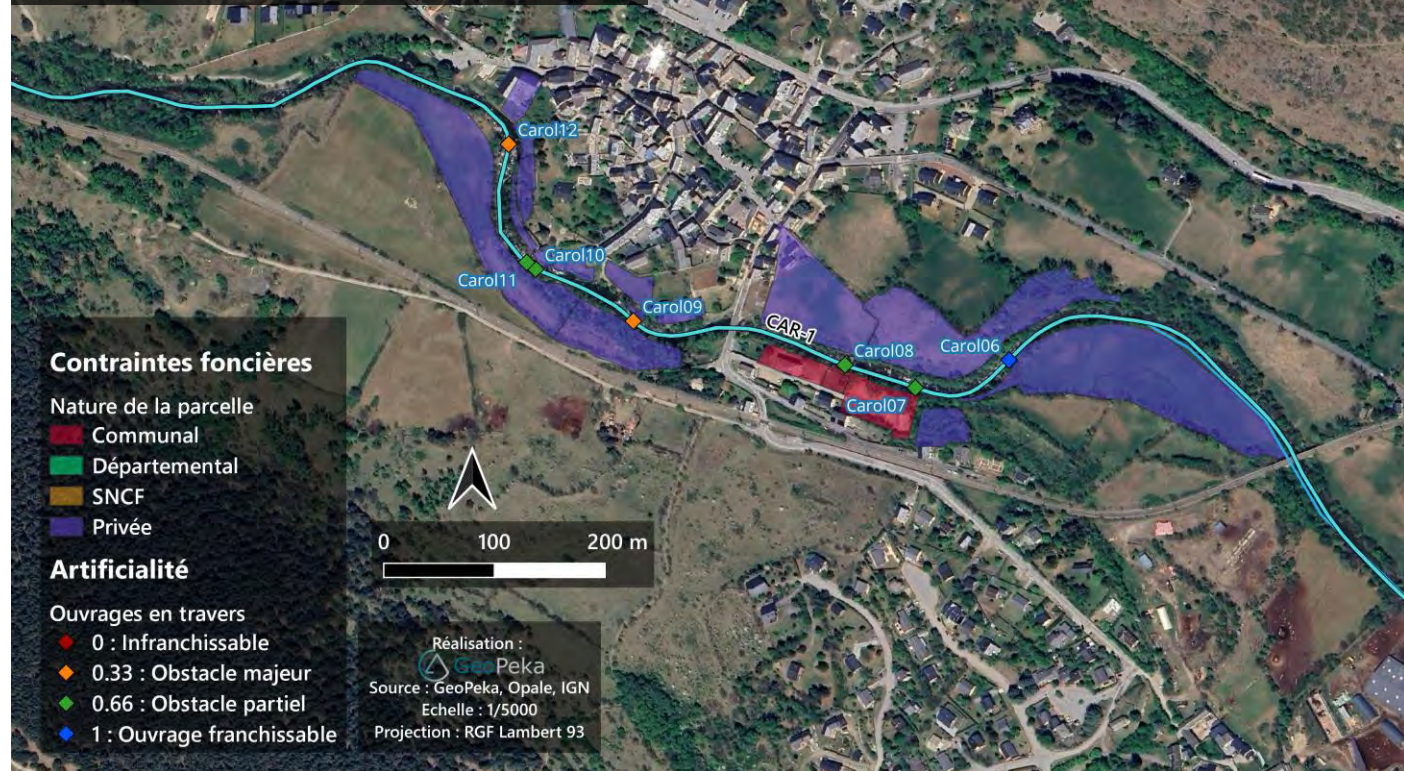 Carol12
Carol10
Carol11
Carol09
CAR-1
Carol08
Carol06
Carol07
Contraintes foncières
Nature de la parcelle
Communal
Départemental
SNCF
Privée
Artificialité
Ouvrages en travers
0 : Infranchissable
0.33 : Obstacle majeur
0.66 : Obstacle partiel
1 : Ouvrage franchissable
0 100 200 m
Réalisation :
GeoPeka
Source : GeoPeka, Opale, IGN
Echelle : 1/5000
Projection : RGF Lambert 93